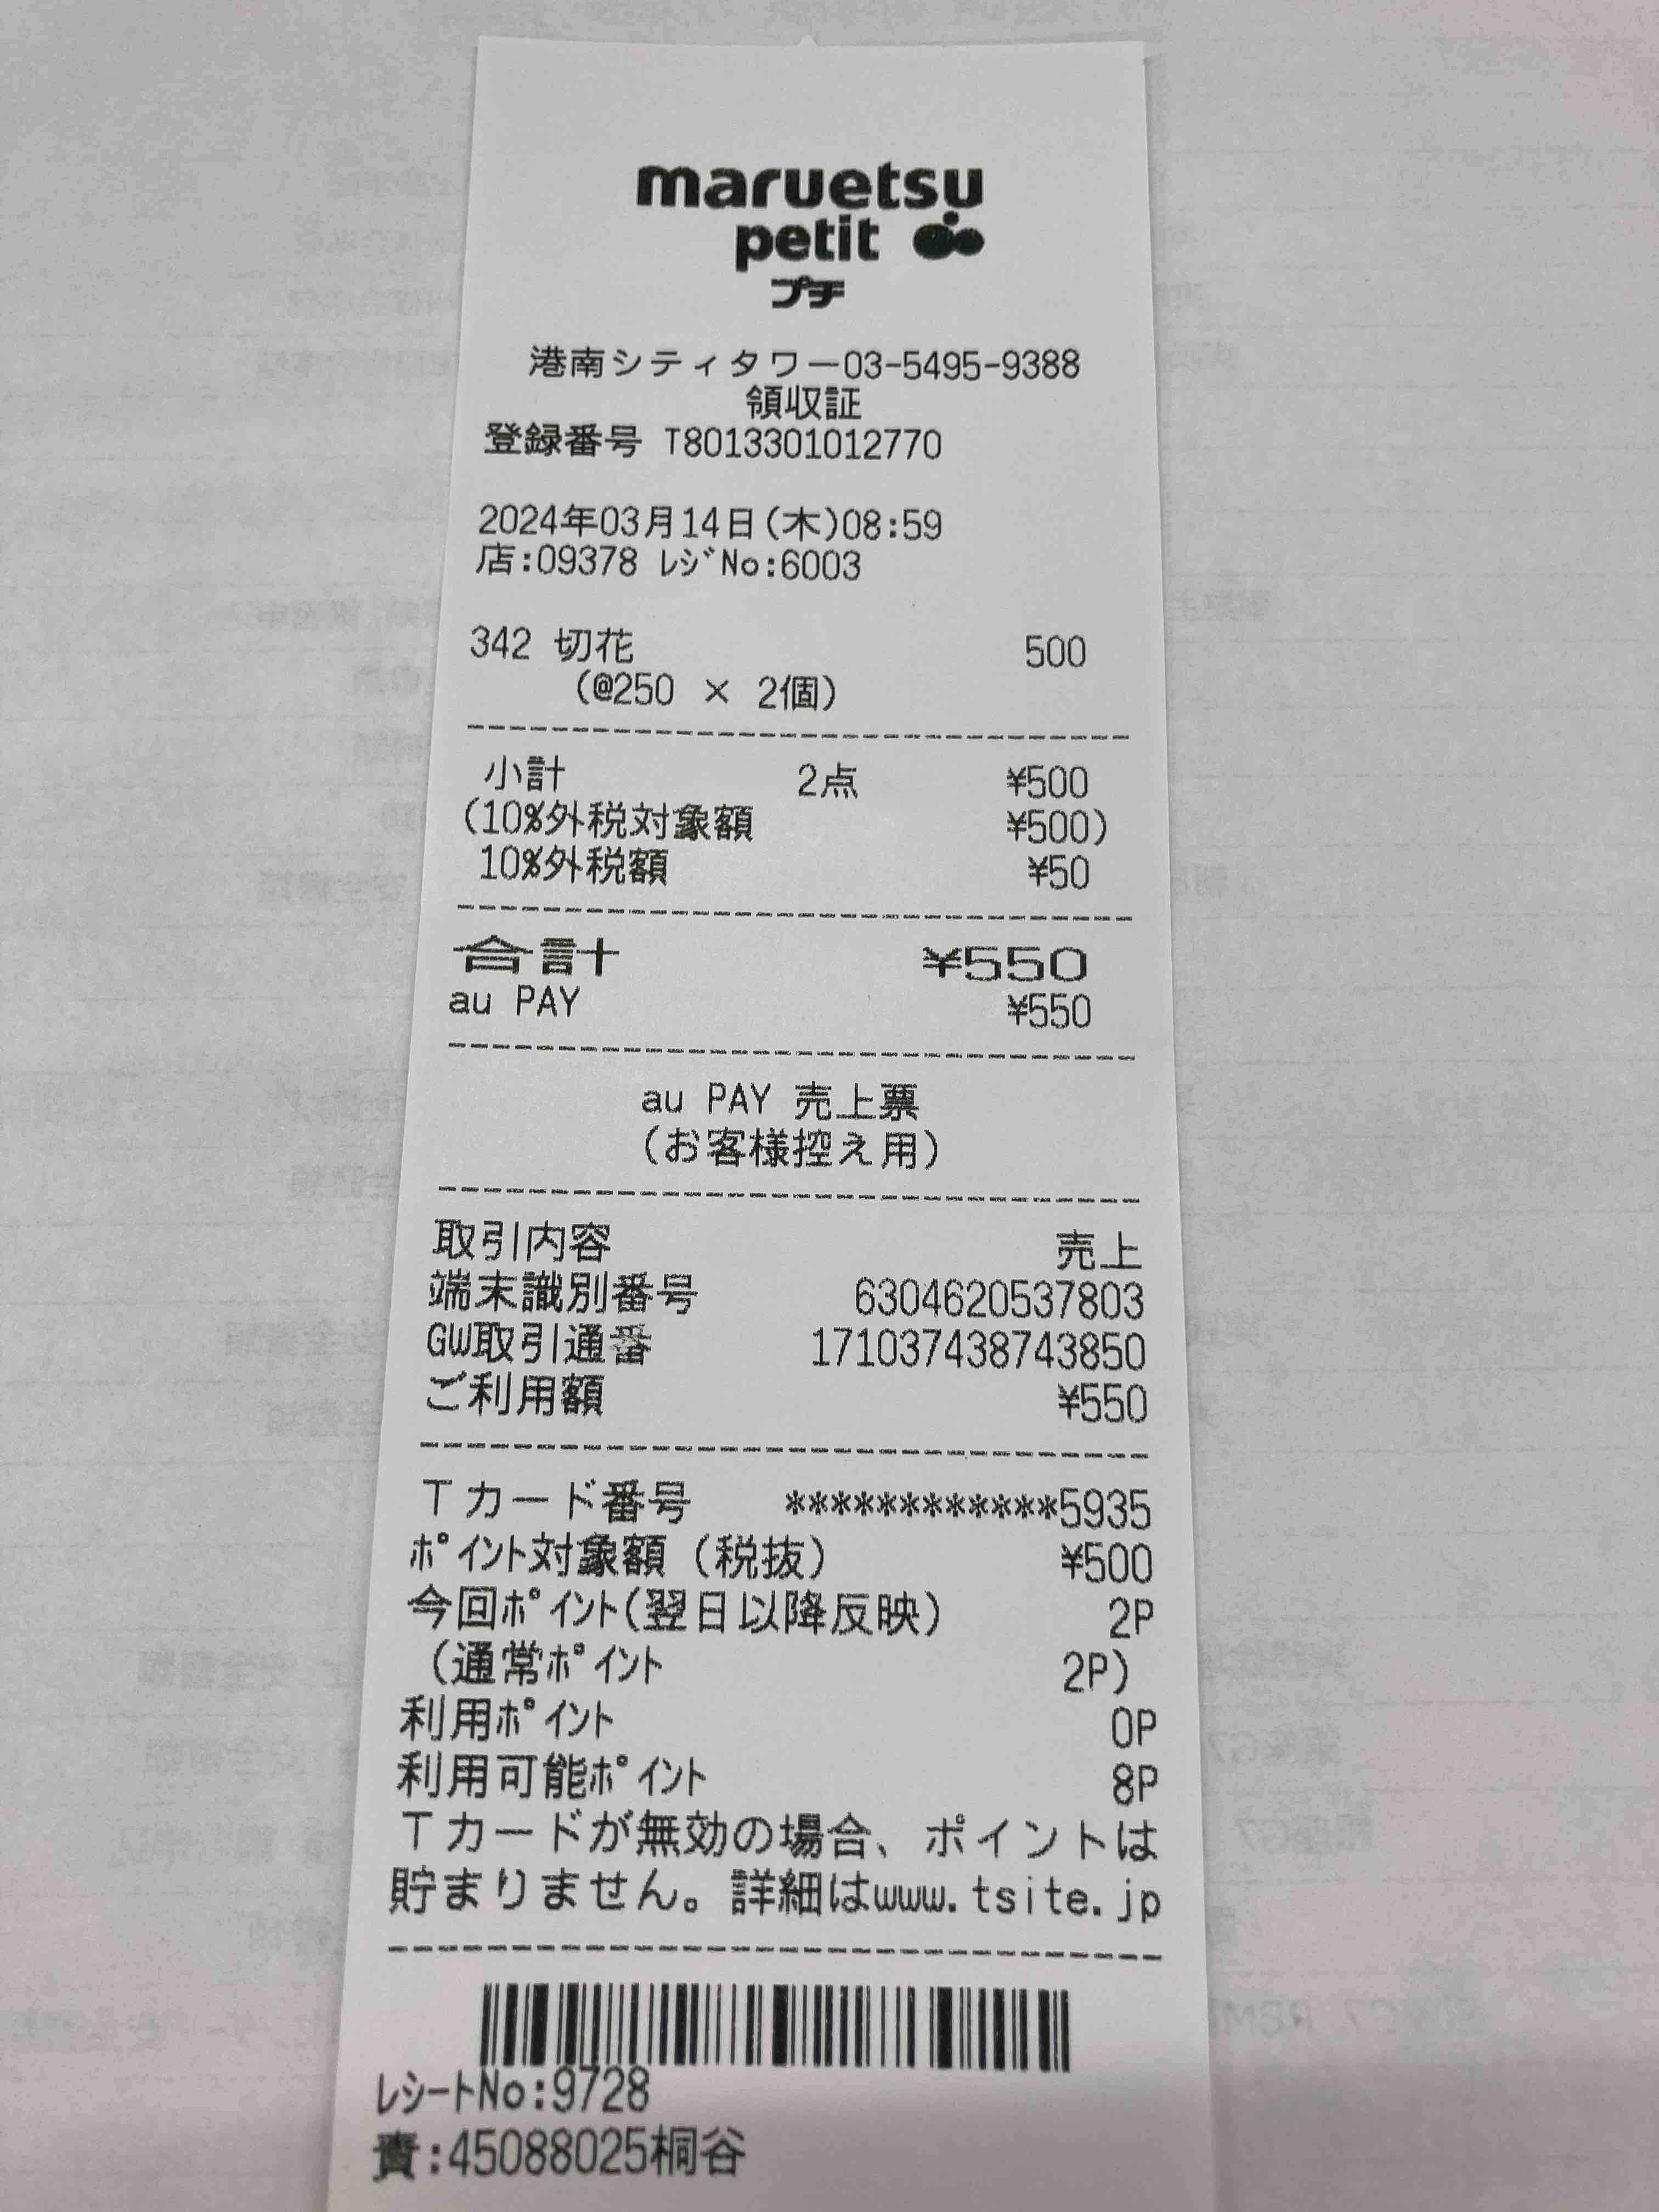 maruetsu
petit
プチ
港南シティタワー03-5495-9388
領収証
登録番号 T8013301012770
2024年03月14日(木)08:59
店:09378 ﾚｼﾞNo:6003
342 切花 500
(@250 × 2個)
小計 2点 ¥500
(10%外税対象額 ¥500)
10%外税額 ¥50
合計 ¥550
au PAY ¥550
au PAY 売上票
(お客様控え用)
取引内容 売上
端末識別番号 6304620537803
GW取引通番 171037438743850
ご利用額 ¥550
Tカード番号 ************5935
ﾎﾟｲﾝﾄ対象額(税抜) ¥500
今回ﾎﾟｲﾝﾄ(翌日以降反映) 2P
(通常ﾎﾟｲﾝﾄ 2P)
利用ﾎﾟｲﾝﾄ 0P
利用可能ﾎﾟｲﾝﾄ 8P
Tカードが無効の場合、ポイントは
貯まりません。詳細はwww.tsite.jp
ﾚｼｰﾄNo:9728
責:45088025桐谷